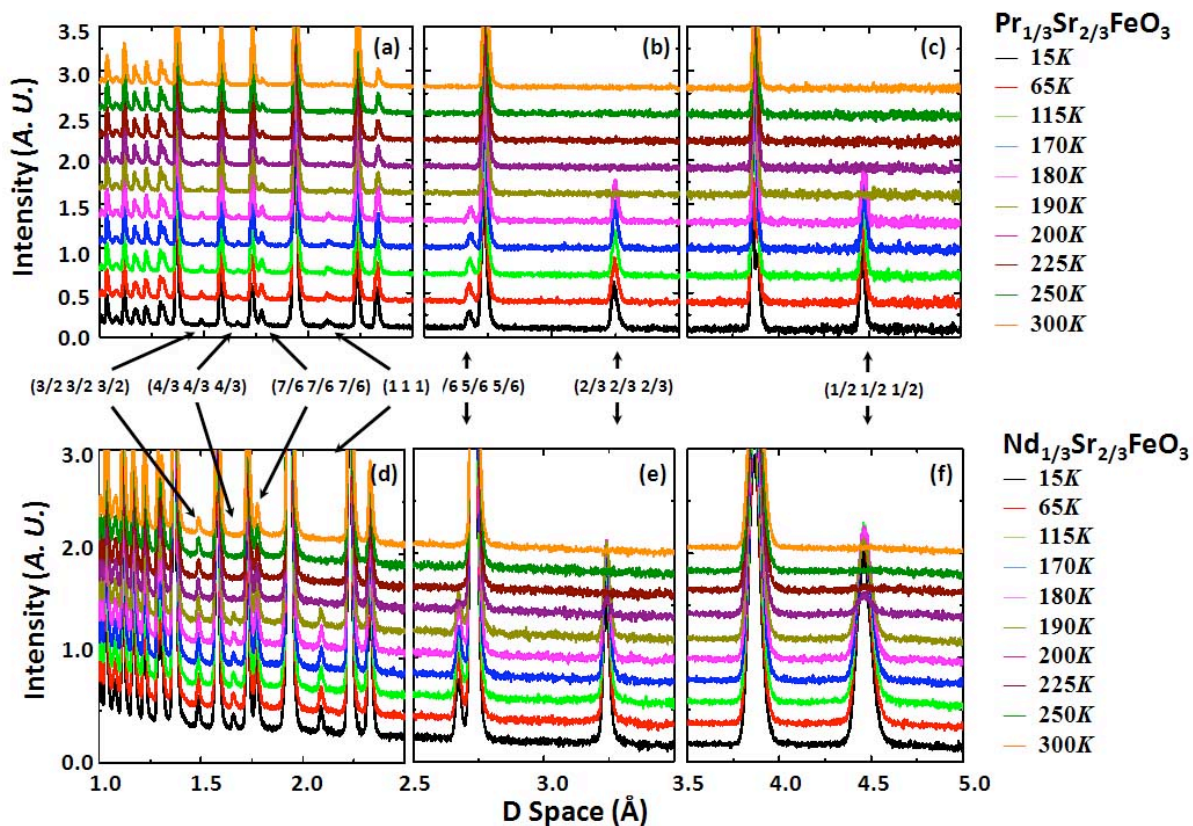 Intensity (A. U.)
3.5
3.0
2.5
2.0
1.5
1.0
0.5
0.0
(a)
(b)
(c)
Pr1/3Sr2/3FeO3
15K
65K
115K
170K
180K
190K
200K
225K
250K
300K
(3/2 3/2 3/2)
(4/3 4/3 4/3)
(7/6 7/6 7/6)
(1 1 1)
/6 5/6 5/6)
(2/3 2/3 2/3)
(1/2 1/2 1/2)
Intensity (A. U.)
3.0
2.0
1.0
0.0
(d)
(e)
(f)
Nd1/3Sr2/3FeO3
15K
65K
115K
170K
180K
190K
200K
225K
250K
300K
1.0
1.5
2.0
2.5
3.0
3.5
4.0
4.5
5.0
D Space (Å)